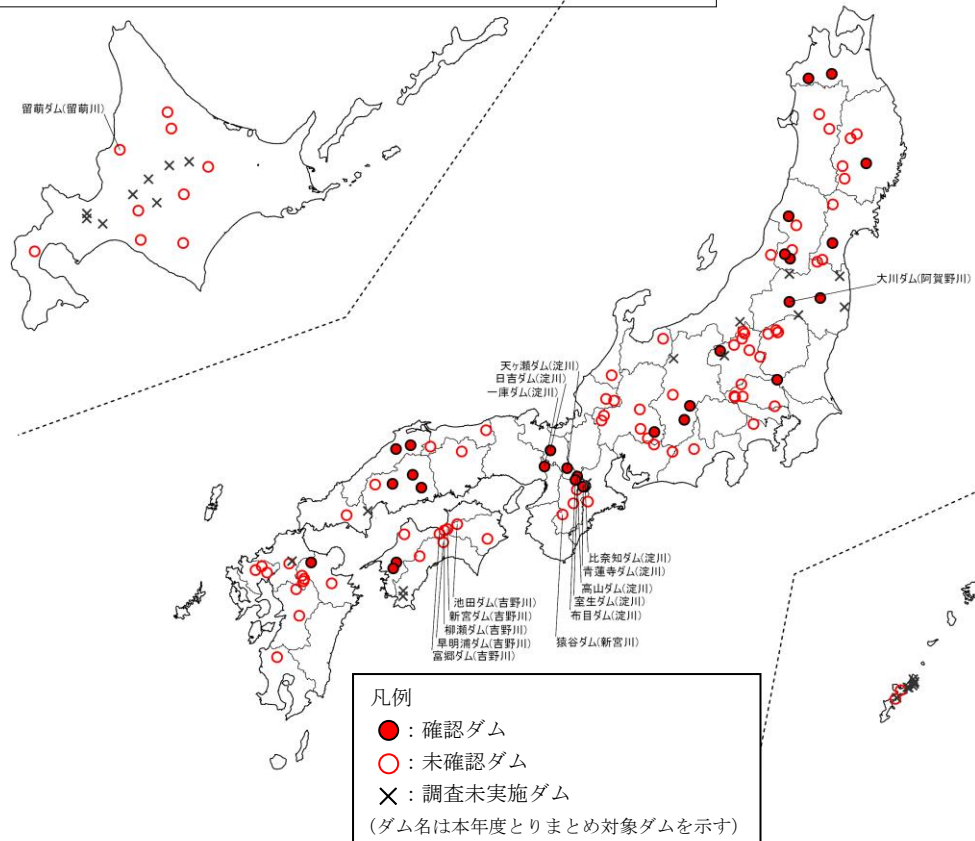 留萌ダム(留萌川)
大川ダム(阿賀野川)
天ヶ瀬ダム(淀川)
日吉ダム(淀川)
一庫ダム(淀川)
比奈知ダム(淀川)
青蓮寺ダム(淀川)
高山ダム(淀川)
室生ダム(淀川)
布目ダム(淀川)
猿谷ダム(新宮川)
池田ダム(吉野川)
新宮ダム(吉野川)
柳瀬ダム(吉野川)
早明浦ダム(吉野川)
富郷ダム(吉野川)
凡例
：確認ダム
：未確認ダム
：調査未実施ダム
(ダム名は本年度とりまとめ対象ダムを示す)